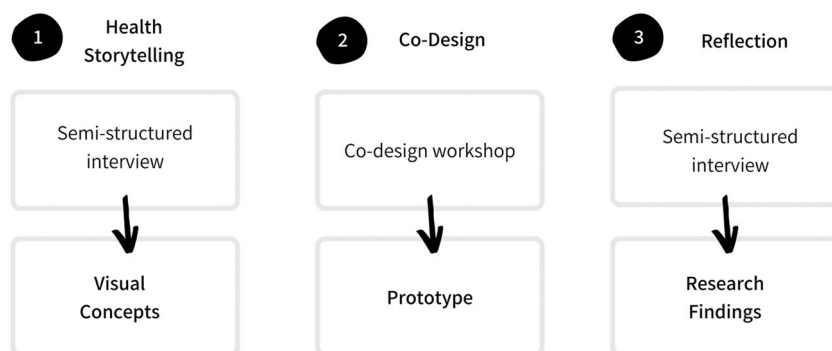 1
Health
Storytelling
Semi-structured
interview
Visual
Concepts
2
Co-Design
Co-design workshop
Prototype
3
Reflection
Semi-structured
interview
Research
Findings